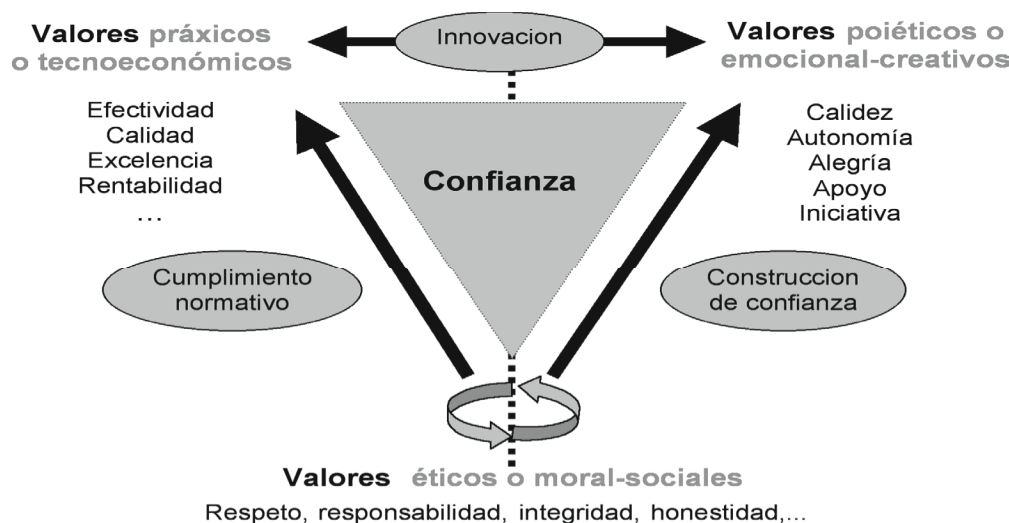 Innovacion
Valores práxicos
o tecnoeconómicos
Valores poiéticos o
emocional-creativos
Efectividad
Calidad
Excelencia
Rentabilidad
...
Confianza
Calidez
Autonomía
Alegría
Apoyo
Iniciativa
Cumplimiento
normativo
Construccion
de confianza
Valores éticos o moral-sociales
Respeto, responsabilidad, integridad, honestidad,...